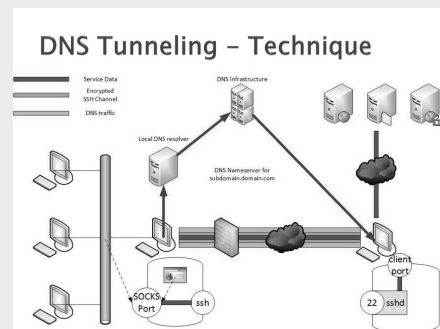 DNS Tunneling – Technique
Service Data
Encrypted
SSH Channel
DNS traffic
DNS Infrastructure
Local DNS resolver
DNS Nameserver for
subdomain.domain.com
SOCKS
Port
ssh
client
port
22
sshd